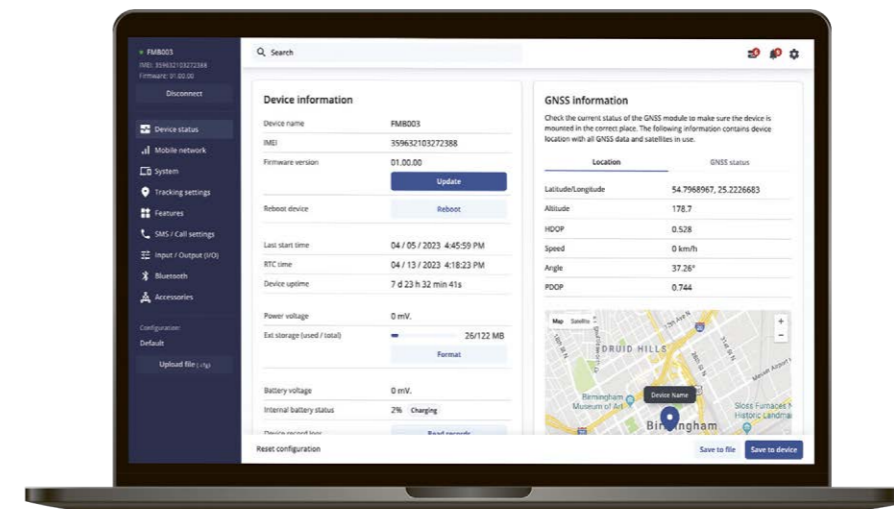 FMB003
IMEI: 359632103272388
Firmware: 01.00.00
Disconnect
Device status
Mobile network
System
Tracking settings
Features
SMS / Call settings
Input / Output (I/O)
Bluetooth
Accessories
Configuration:
Default
Upload file (.cfg)
Search
Device information
Device name FMB003
IMEI 359632103272388
Firmware version 01.00.00
Update
Reboot device Reboot
Last start time 04 / 05 / 2023 4:45:59 PM
RTC time 04 / 13 / 2023 4:18:23 PM
Device uptime 7 d 23 h 32 min 41s
Power voltage 0 mV.
Ext storage (used / total) 26/122 MB
Format
Battery voltage 0 mV.
Internal battery status 2% Charging
Device record logs Read records
Reset configuration
GNSS information
Check the current status of the GNSS module to make sure the device is
mounted in the correct place. The following information contains device
location with all GNSS data and satellites in use.
Location GNSS status
Latitude/Longitude 54.7968967, 25.2226683
Altitude 178,7
HDOP 0.528
Speed 0 km/h
Angle 37.26°
PDOP 0.744
Map Satellite
+
−
DRUID HILLS
Birmingham
Museum of Art
Device Name
Sloss Furnaces
Historic Landma
Birmingham
Save to file Save to device